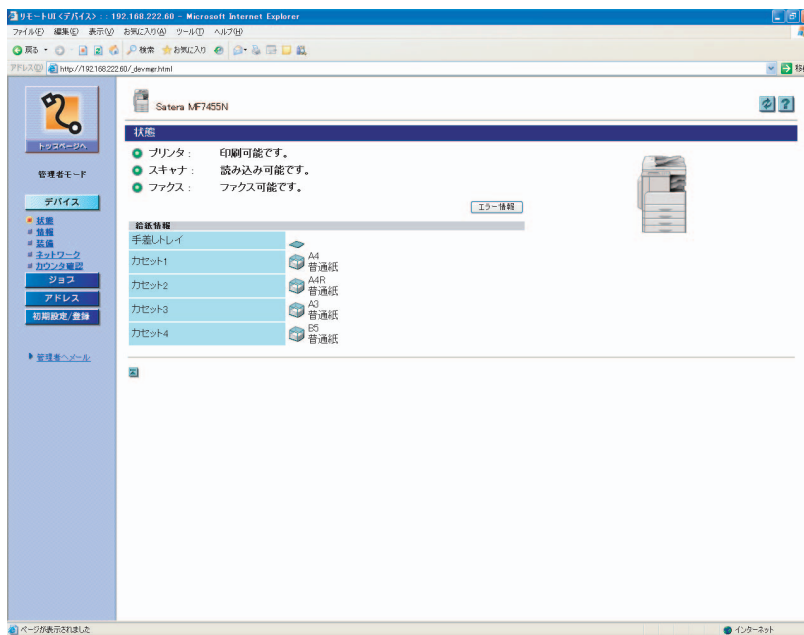 リモートUI <デバイス> : : 192.168.222.60 - Microsoft Internet Explorer
ファイル(F) 編集(E) 表示(V) お気に入り(A) ツール(T) ヘルプ(H)
戻る 検索 お気に入り
アドレス(D) http://192.168.222.60/_devmer.html 移動
トップページへ
管理者モード
デバイス
状態
情報
装備
ネットワーク
カウンタ確認
ジョブ
アドレス
初期設定/登録
管理者へメール
Satera MF7455N
状態
プリンタ : 印刷可能です。
スキャナ : 読み込み可能です。
ファクス : ファクス可能です。
エラー情報
給紙情報
手差しトレイ
カセット1 A4 普通紙
カセット2 A4R 普通紙
カセット3 A3 普通紙
カセット4 B5 普通紙
ページが表示されました インターネット